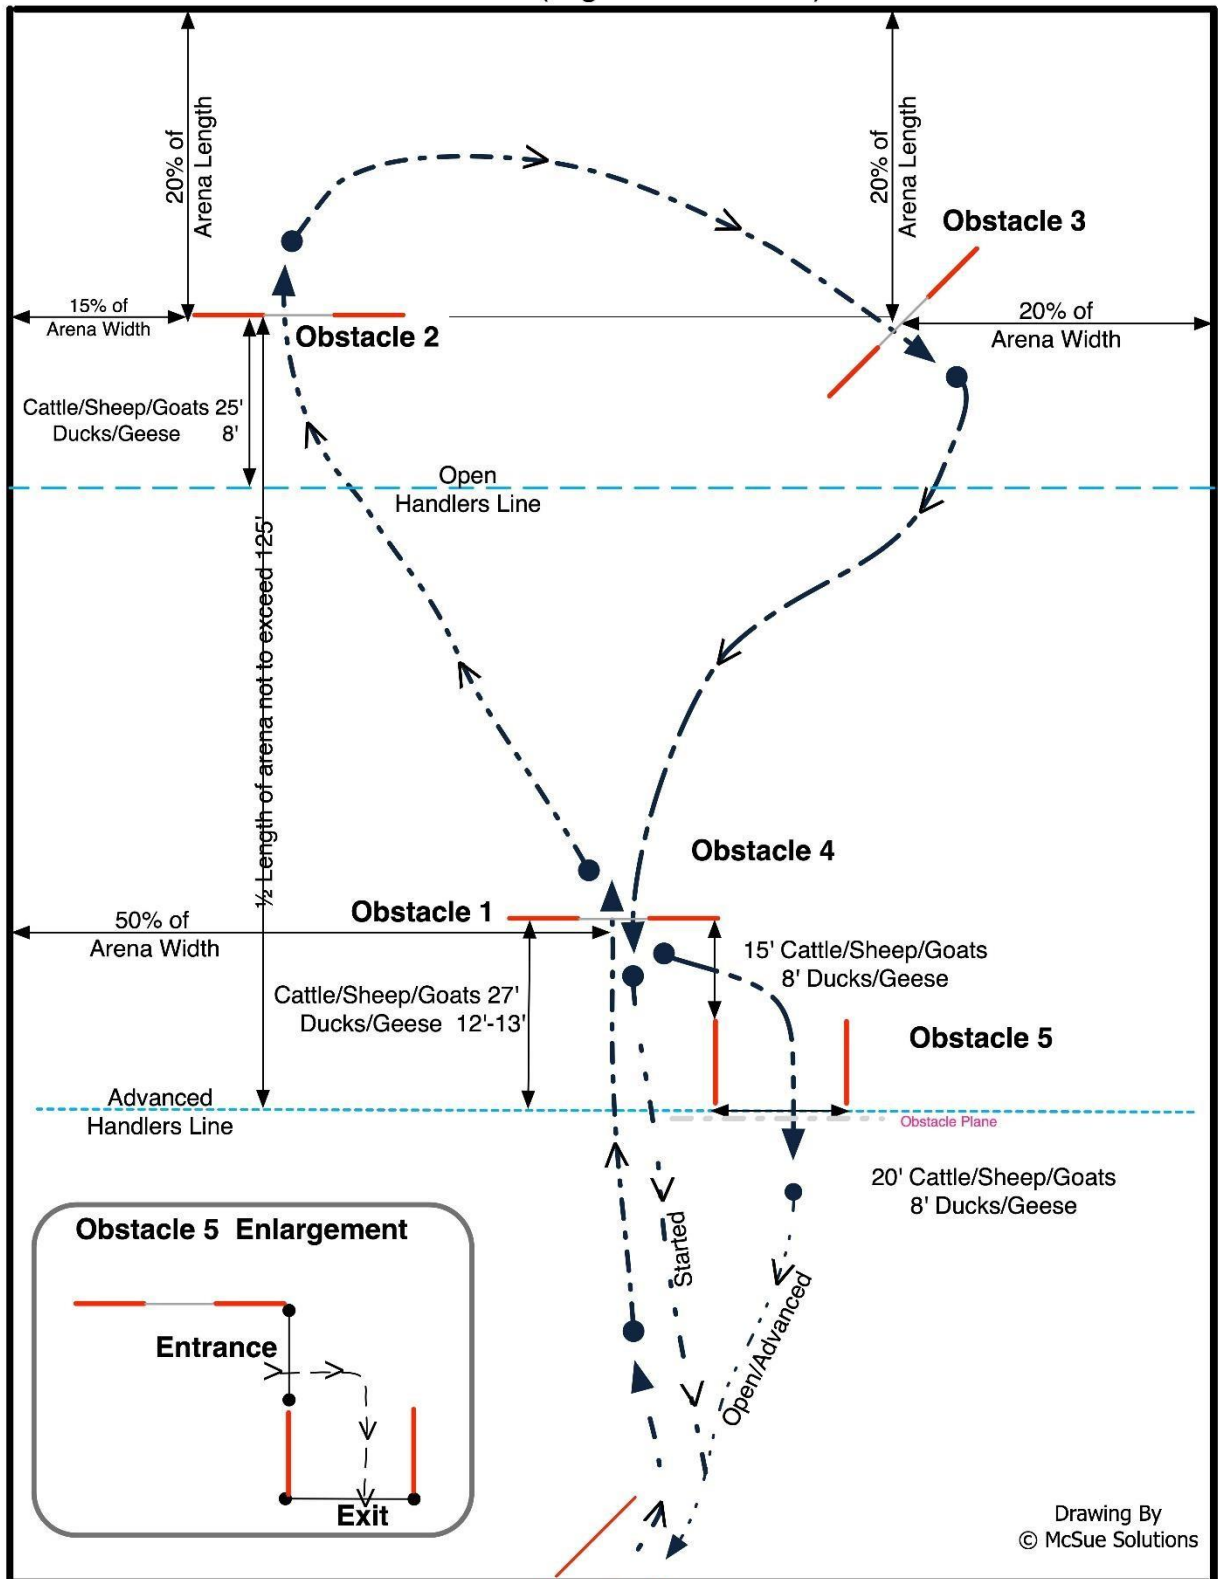 20% of
Arena Length
20% of
Arena Length
Obstacle 3
15% of
Arena Width
Obstacle 2
20% of
Arena Width
Cattle/Sheep/Goats 25'
Ducks/Geese 8'
Open
Handlers Line
½ Length of arena not to exceed 125'
Obstacle 4
Obstacle 1
50% of
Arena Width
15' Cattle/Sheep/Goats
8' Ducks/Geese
Cattle/Sheep/Goats 27'
Ducks/Geese 12'-13'
Obstacle 5
Advanced
Handlers Line
Obstacle Plane
20' Cattle/Sheep/Goats
8' Ducks/Geese
Started
Open/Advanced
Obstacle 5 Enlargement
Entrance
Exit
Drawing By
© McSue Solutions